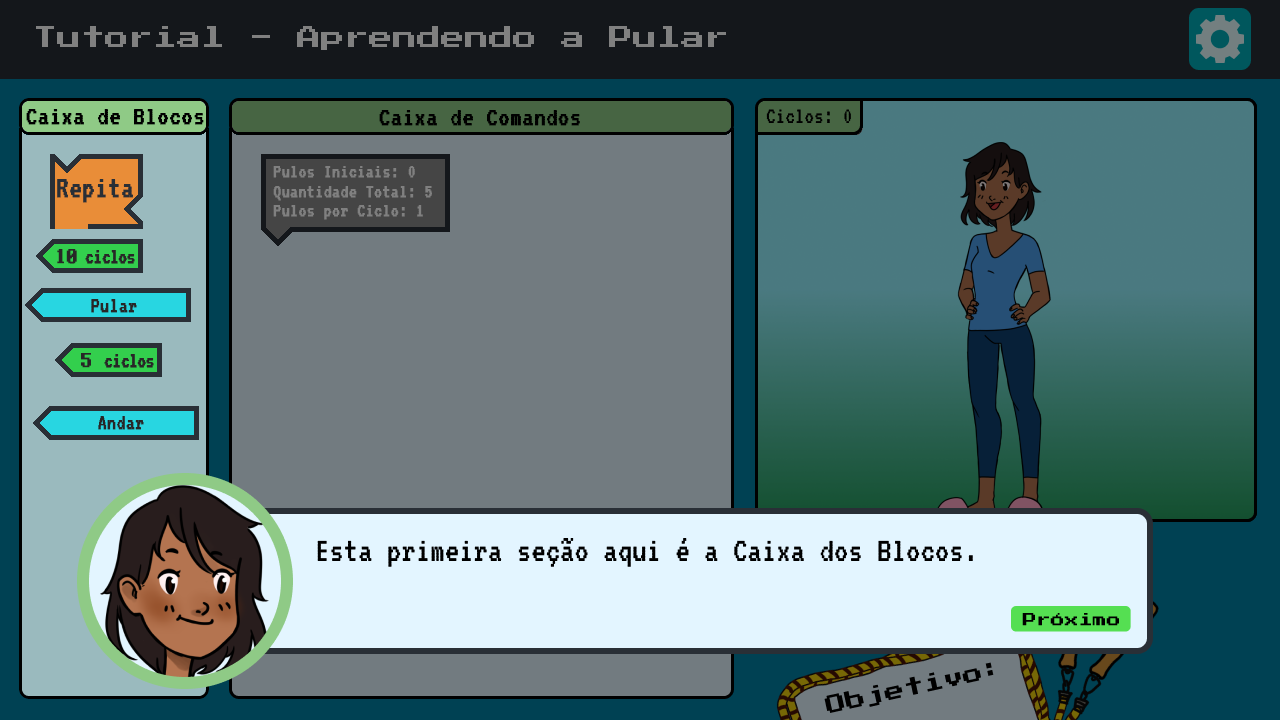 Tutorial - Aprendendo a Pular
Caixa de Blocos
Repita
10 ciclos
Pular
5 ciclos
Andar
Caixa de Comandos
Pulos Iniciais: 0
Quantidade Total: 5
Pulos por Ciclo: 1
Ciclos: 0
Esta primeira seção aqui é a Caixa dos Blocos.
Próximo
Objetivo: